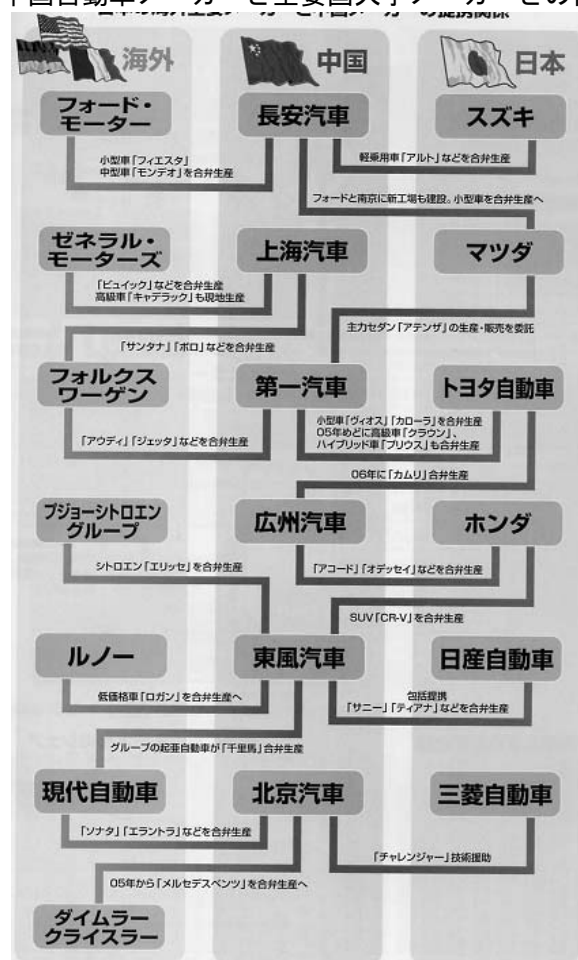 海外
中国
日本
フォード・
モーター
長安汽車
スズキ
小型車「フィエスタ」
中型車「モンデオ」を合弁生産
軽乗用車「アルト」などを合弁生産
フォードと南京に新工場も建設。小型車を合弁生産へ
ゼネラル・
モーターズ
上海汽車
マツダ
「ビュイック」などを合弁生産
高級車「キャデラック」も現地生産
主力セダン「アテンザ」の生産・販売を委託
「サンタナ」「ポロ」などを合弁生産
フォルクス
ワーゲン
第一汽車
トヨタ自動車
「アウディ」「ジェッタ」などを合弁生産
小型車「ヴィオス」「カローラ」を合弁生産
05年めどに高級車「クラウン」、
ハイブリッド車「プリウス」も合弁生産
06年に「カムリ」合弁生産
プジョーシトロエン
グループ
広州汽車
ホンダ
シトロエン「エリッセ」を合弁生産
「アコード」「オデッセイ」などを合弁生産
SUV「CR-V」を合弁生産
ルノー
東風汽車
日産自動車
低価格車「ロガン」を合弁生産へ
包括提携
「サニー」「ティアナ」などを合弁生産
グループの起亜自動車が「千里馬」合弁生産
現代自動車
北京汽車
三菱自動車
「ソナタ」「エラントラ」などを合弁生産
「チャレンジャー」技術援助
05年から「メルセデスベンツ」を合弁生産へ
ダイムラー
クライスラー